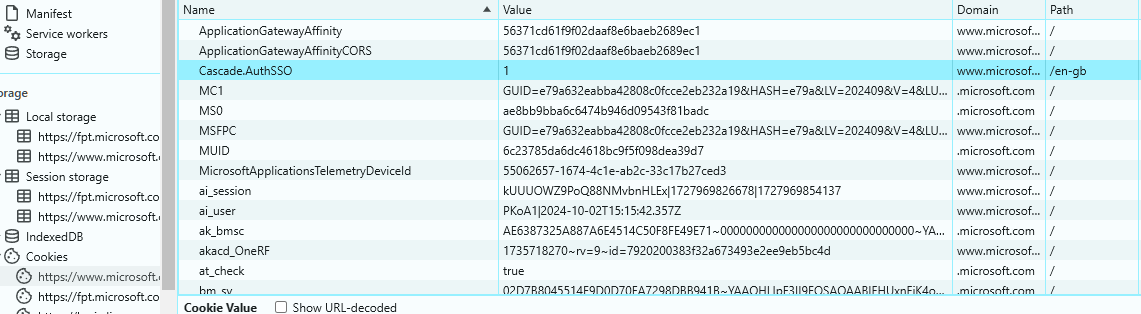 Manifest
Service workers
Storage
orage
Local storage
https://fpt.microsoft.co
https://www.microsoft.
Session storage
https://fpt.microsoft.co
https://www.microsoft.
IndexedDB
Cookies
https://www.microsoft.
https://fpt.microsoft.co
Name Value Domain Path
ApplicationGatewayAffinity 56371cd61f9f02daaf8e6baeb2689ec1 www.microsof... /
ApplicationGatewayAffinityCORS 56371cd61f9f02daaf8e6baeb2689ec1 www.microsof... /
Cascade.AuthSSO 1 www.microsof... /en-gb
MC1 GUID=e79a632eabba42808c0fcce2eb232a19&HASH=e79a&LV=202409&V=4&LU... .microsoft.com /
MS0 ae8bb9bba6c6474b946d09543f81badc .microsoft.com /
MSFPC GUID=e79a632eabba42808c0fcce2eb232a19&HASH=e79a&LV=202409&V=4&LU... www.microsof... /
MUID 6c23785da6dc4618bc9f5f098dea39d7 .microsoft.com /
MicrosoftApplicationsTelemetryDeviceId 55062657-1674-4c1e-ab2c-33c17b27ced3 www.microsof... /
ai_session kUUUOWZ9PoQ88NMvbnHLEx|1727969826678|1727969854137 www.microsof... /
ai_user PKoA1|2024-10-02T15:15:42.357Z www.microsof... /
ak_bmsc AE6387325A887A6E4514C50F8FE49E71~000000000000000000000000000000~YA... .microsoft.com /
akacd_OneRF 1735718270~rv=9~id=7920200383f32a673493e2ee9eb5bc4d www.microsof... /
at_check true .microsoft.com /
bm_sv .microsoft.com /
Cookie Value Show URL-decoded